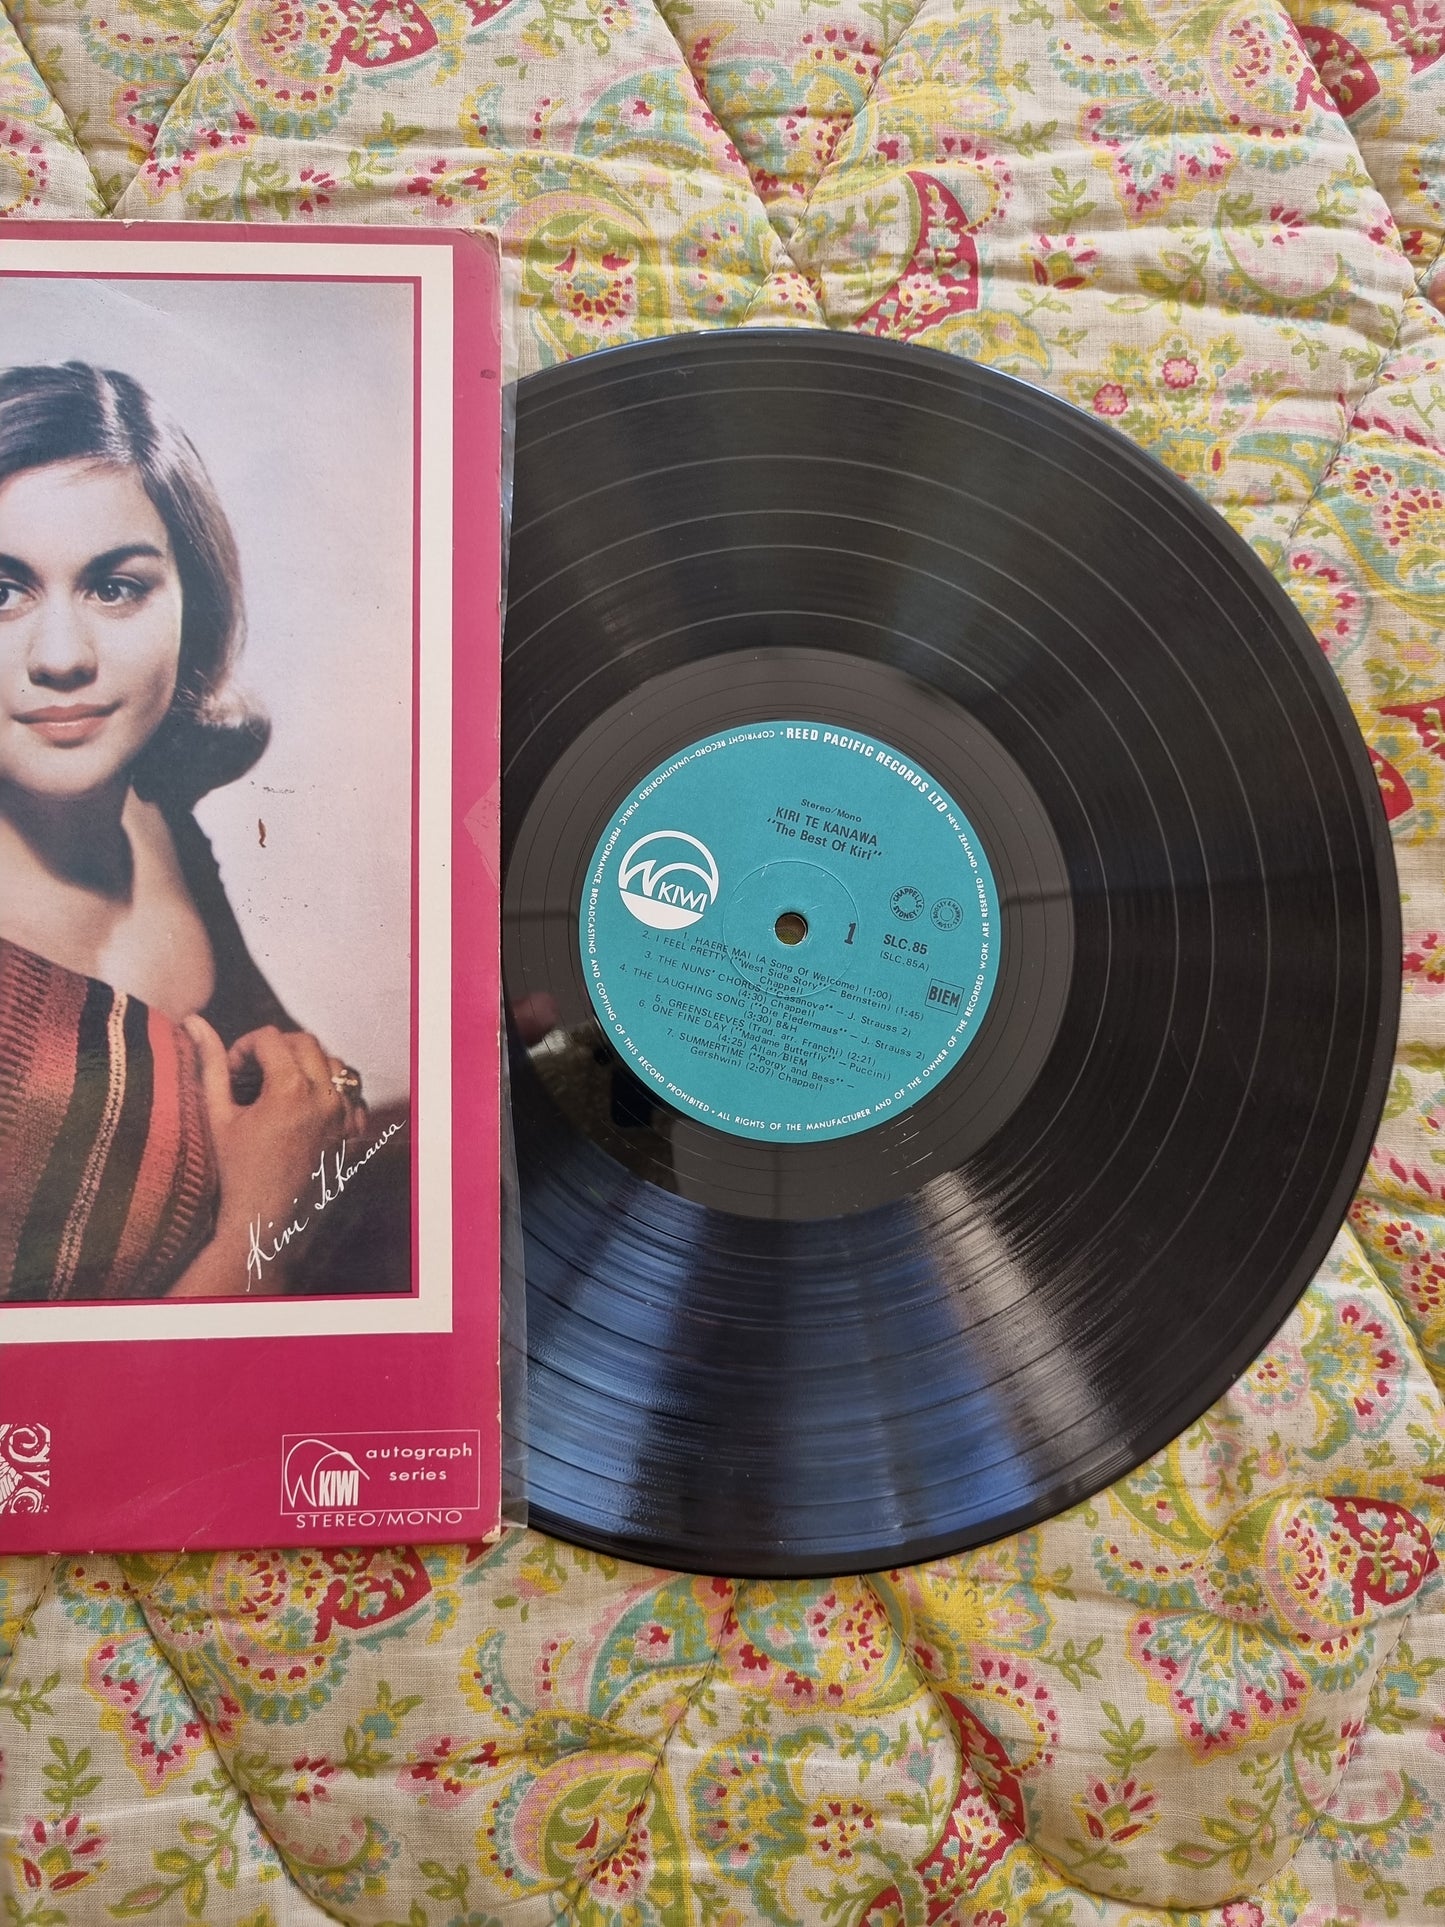 Kiri TeKanawa
KIWI
autograph
series
STEREO/MONO
REED PACIFIC RECORDS LTD NEW ZEALAND • ALL RIGHTS OF THE MANUFACTURER AND OF THE OWNER OF THE RECORDED WORK ARE RESERVED • COPYRIGHT RECORD—UNAUTHORISED PUBLIC PERFORMANCE, BROADCASTING AND COPYING OF THIS RECORD PROHIBITED •
Stereo/Mono
KIRI TE KANAWA
"The Best Of Kiri"
KIWI
CHAPPELL
SYDNEY
BOOSEY & HAWKES
1
SLC.85
(SLC.85A)
BIEM
1. HAERE MAI (A Song Of Welcome) (1:00)
2. I FEEL PRETTY ("West Side Story" — Bernstein) (1:45)
Chappell
3. THE NUNS' CHORUS ("Casanova" — J. Strauss 2)
(4:30) Chappell
4. THE LAUGHING SONG ("Die Fledermaus" — J. Strauss 2)
(3:30) B&H
5. GREENSLEEVES (Trad. arr. Franchi) (2:21)
6. ONE FINE DAY ("Madame Butterfly" — Puccini)
(4:25) Allan/BIEM
7. SUMMERTIME ("Porgy and Bess" —
Gershwin) (2:07) Chappell